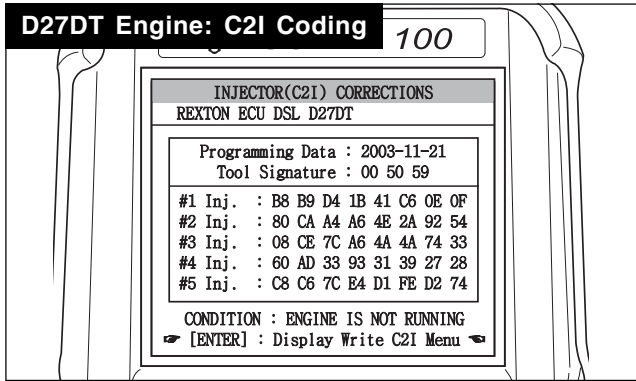 D27DT Engine: C2I Coding
100
INJECTOR(C2I) CORRECTIONS
REXTON ECU DSL D27DT
Programming Data : 2003-11-21
Tool Signature : 00 50 59
#1 Inj. : B8 B9 D4 1B 41 C6 0E 0F
#2 Inj. : 80 CA A4 A6 4E 2A 92 54
#3 Inj. : 08 CE 7C A6 4A 4A 74 33
#4 Inj. : 60 AD 33 93 31 39 27 28
#5 Inj. : C8 C6 7C E4 D1 FE D2 74
CONDITION : ENGINE IS NOT RUNNING
☞ [ENTER] : Display Write C2I Menu ☜